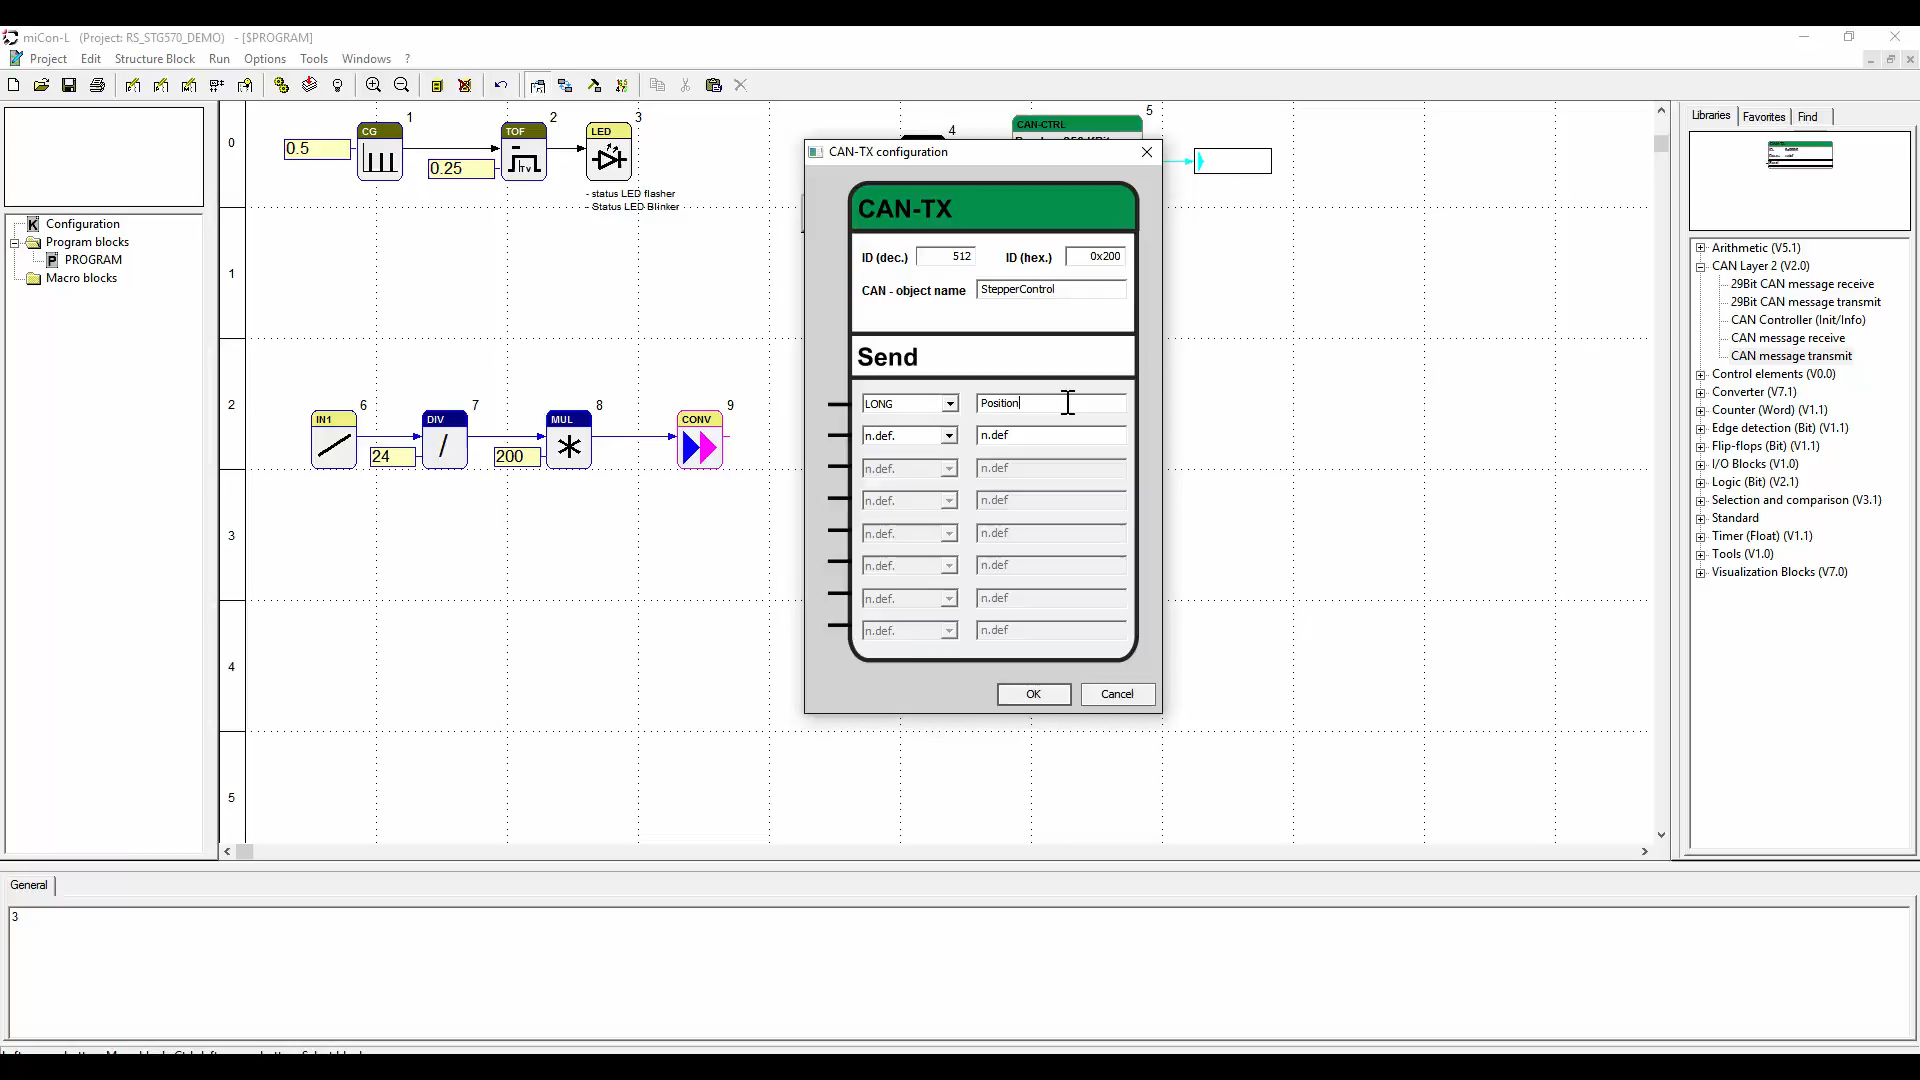 miCon-L (Project: RS_STG570_DEMO) - [$PROGRAM]
Project Edit Structure Block Run Options Tools Windows ?
Configuration
Program blocks
P PROGRAM
Macro blocks
0
1
2
3
4
5
0.5
CG
1
0.25
TOF
2
Tv
LED
3
- status LED flasher
- Status LED Blinker
4
CAN-CTRL
5
IN1
6
24
DIV
7
/
200
MUL
8
*
CONV
9
CAN-TX configuration
CAN-TX
ID (dec.) 512 ID (hex.) 0x200
CAN - object name StepperControl
Send
LONG Position
n.def. n.def
n.def. n.def
n.def. n.def
n.def. n.def
n.def. n.def
n.def. n.def
n.def. n.def
OK Cancel
Libraries Favorites Find
Arithmetic (V5.1)
CAN Layer 2 (V2.0)
29Bit CAN message receive
29Bit CAN message transmit
CAN Controller (Init/Info)
CAN message receive
CAN message transmit
Control elements (V0.0)
Converter (V7.1)
Counter (Word) (V1.1)
Edge detection (Bit) (V1.1)
Flip-flops (Bit) (V1.1)
I/O Blocks (V1.0)
Logic (Bit) (V2.1)
Selection and comparison (V3.1)
Standard
Timer (Float) (V1.1)
Tools (V1.0)
Visualization Blocks (V7.0)
General
3